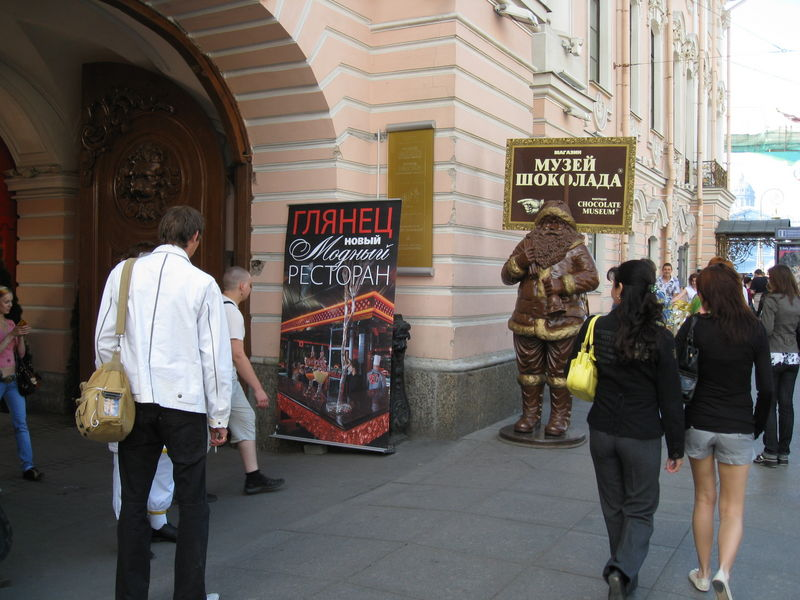 ГЛЯНЕЦ
НОВЫЙ
Модный
РЕСТОРАН
МАГАЗИН
МУЗЕЙ
ШОКОЛАДА
CHOCOLATE
MUSEUM